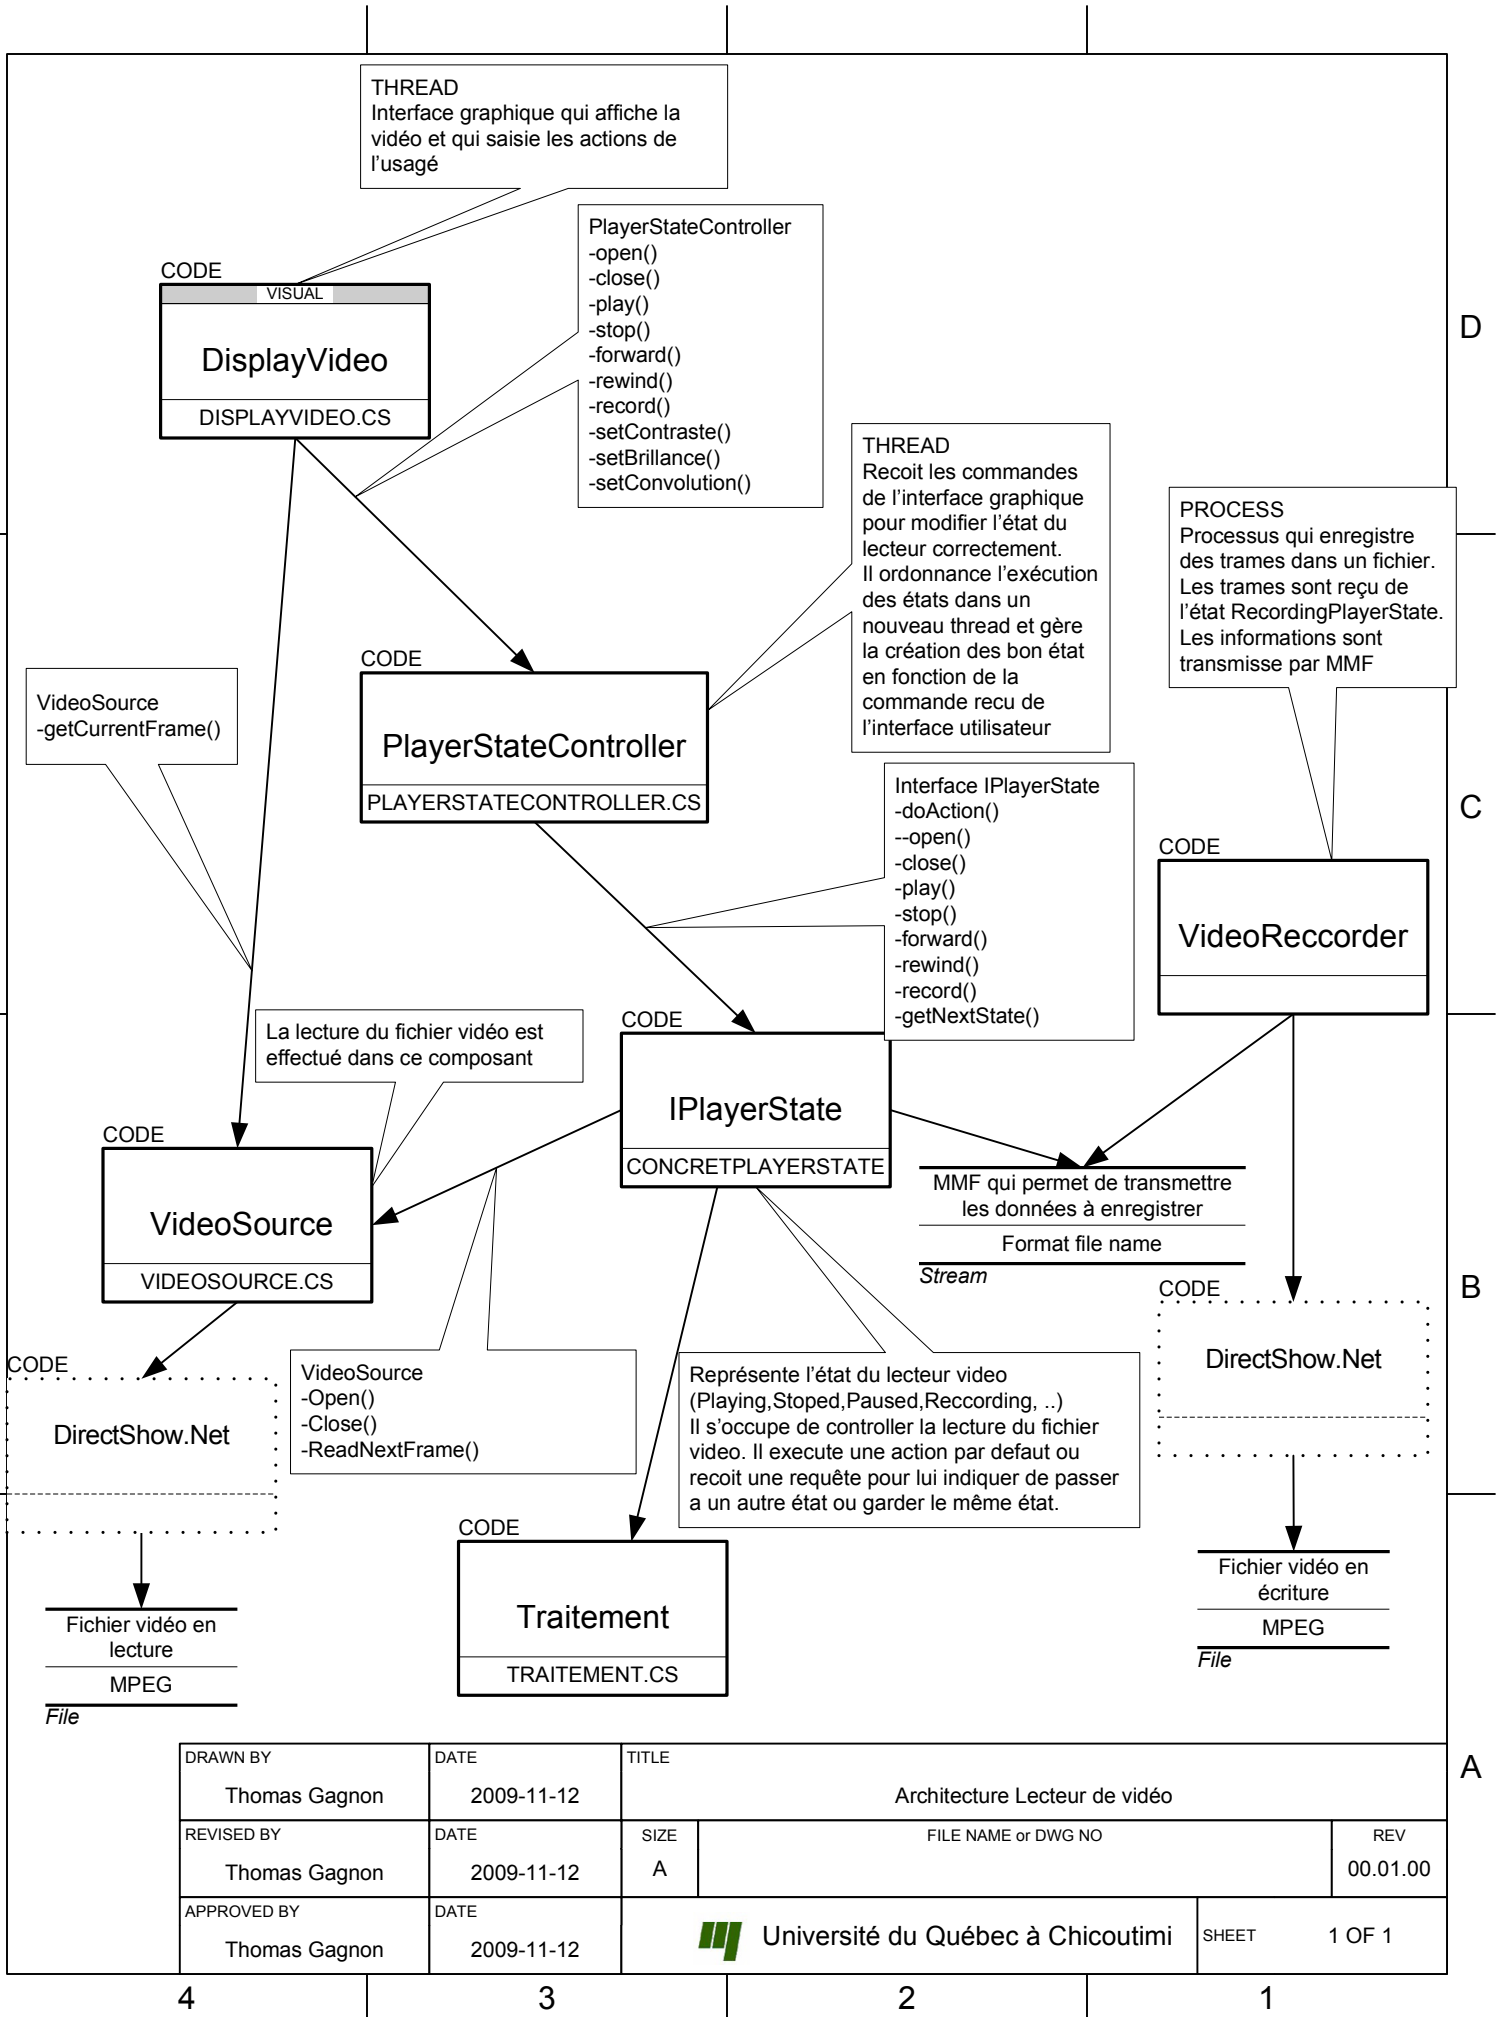 THREAD
Interface graphique qui affiche la
vidéo et qui saisie les actions de
l'usagé
PlayerStateController
-open()
-close()
-play()
-stop()
-forward()
-rewind()
-record()
-setContraste()
-setBrillance()
-setConvolution()
CODE
VISUAL
DisplayVideo
DISPLAYVIDEO.CS
D
THREAD
Recoit les commandes
de l'interface graphique
pour modifier l'état du
lecteur correctement.
Il ordonnance l'exécution
des états dans un
nouveau thread et gère
la création des bon état
en fonction de la
commande recu de
l'interface utilisateur
PROCESS
Processus qui enregistre
des trames dans un fichier.
Les trames sont reçu de
l'état RecordingPlayerState.
Les informations sont
transmisse par MMF
VideoSource
-getCurrentFrame()
CODE
PlayerStateController
PLAYERSTATECONTROLLER.CS
Interface IPlayerState
-doAction()
--open()
-close()
-play()
-stop()
-forward()
-rewind()
-record()
-getNextState()
C
CODE
VideoReccorder
La lecture du fichier vidéo est
effectué dans ce composant
CODE
IPlayerState
CONCRETPLAYERSTATE
CODE
VideoSource
VIDEOSOURCE.CS
MMF qui permet de transmettre
les données à enregistrer
Format file name
Stream
B
CODE
DirectShow.Net
CODE
DirectShow.Net
VideoSource
-Open()
-Close()
-ReadNextFrame()
Représente l'état du lecteur video
(Playing,Stoped,Paused,Reccording, ..)
Il s'occupe de controller la lecture du fichier
video. Il execute une action par defaut ou
recoit une requête pour lui indiquer de passer
a un autre état ou garder le même état.
CODE
Traitement
TRAITEMENT.CS
Fichier vidéo en
écriture
MPEG
File
Fichier vidéo en
lecture
MPEG
File
A
DRAWN BY
Thomas Gagnon
DATE
2009-11-12
TITLE
Architecture Lecteur de vidéo
REVISED BY
Thomas Gagnon
DATE
2009-11-12
SIZE
A
FILE NAME or DWG NO
REV
00.01.00
APPROVED BY
Thomas Gagnon
DATE
2009-11-12
Université du Québec à Chicoutimi
SHEET
1 OF 1
4
3
2
1